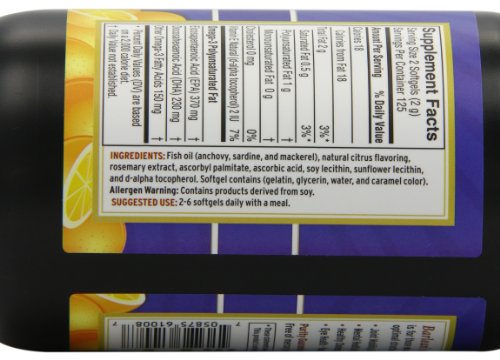 Supplement Facts
Serving Size 2 Softgels (2 g)
Servings Per Container 125
Amount Per Serving % Daily Value
Calories 18
Calories from Fat 18
Total Fat 2 g 3%*
Saturated Fat 0.5 g 3%*
Polyunsaturated Fat 1 g †
Monounsaturated Fat 0 g †
Cholesterol 0 mg 0%
Vitamin E Natural (d-alpha tocopherol) 2 IU 7%
Omega-3 Polyunsaturated Fat
Eicosapentaenoic Acid (EPA) 370 mg †
Docosahexaenoic Acid (DHA) 230 mg †
Other Omega-3 Fatty Acids 150 mg †
* Percent Daily Values (DV) are based
on a 2,000 calorie diet.
† Daily Value not established.
INGREDIENTS: Fish oil (anchovy, sardine, and mackerel), natural citrus flavoring,
rosemary extract, ascorbyl palmitate, ascorbic acid, soy lecithin, sunflower lecithin,
and d-alpha tocopherol. Softgel contains (gelatin, glycerin, water, and caramel color).
Allergen Warning: Contains products derived from soy.
SUGGESTED USE: 2-6 softgels daily with a meal.
7 05875 61008 7